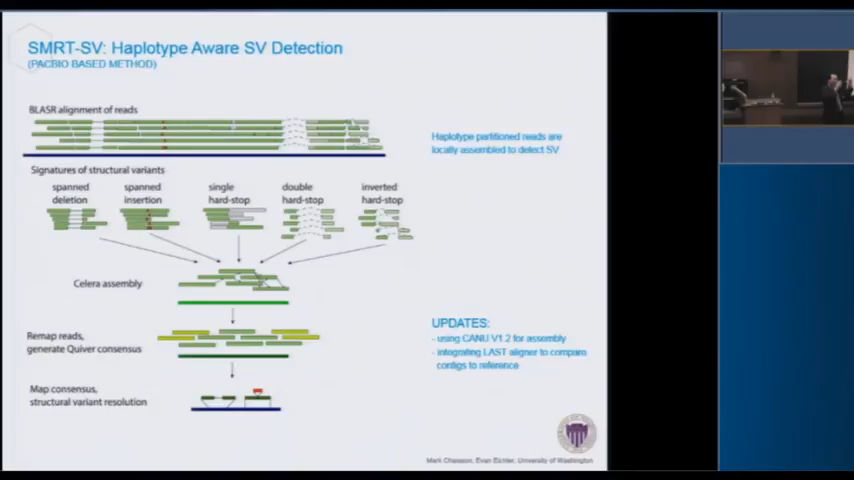 SMRT-SV: Haplotype Aware SV Detection
(PACBIO BASED METHOD)
BLASR alignment of reads
Haplotype partitioned reads are
locally assembled to detect SV
Signatures of structural variants
spanned deletion
spanned insertion
single hard-stop
double hard-stop
inverted hard-stop
Celera assembly
Remap reads,
generate Quiver consensus
UPDATES:
- using CANU V1.2 for assembly
- integrating LAST aligner to compare
contigs to reference
Map consensus,
structural variant resolution
Mark Chaisson, Evan Eichler, University of Washington